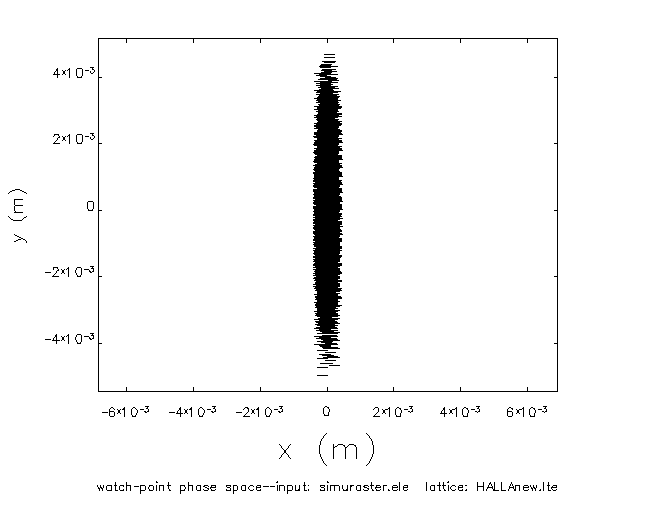 4×10⁻³
2×10⁻³
0
−2×10⁻³
−4×10⁻³
y (m)
−6×10⁻³ −4×10⁻³ −2×10⁻³ 0 2×10⁻³ 4×10⁻³ 6×10⁻³
x (m)
watch-point phase space--input: simuraster.ele lattice: HALLAnew.lte